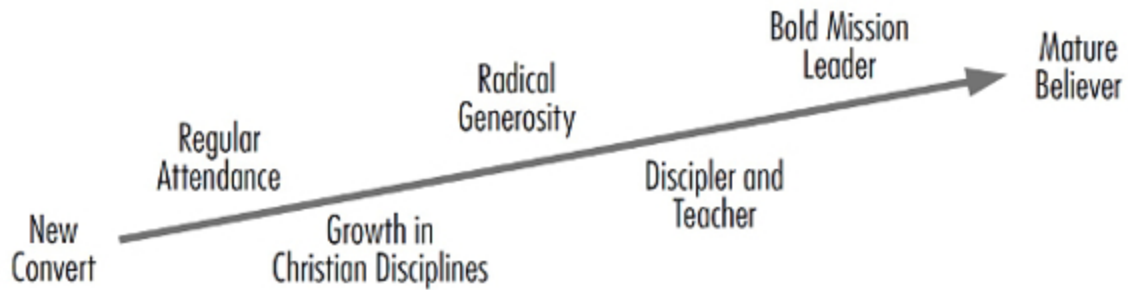 New
Convert
Regular
Attendance
Growth in
Christian Disciplines
Radical
Generosity
Discipler and
Teacher
Bold Mission
Leader
Mature
Believer